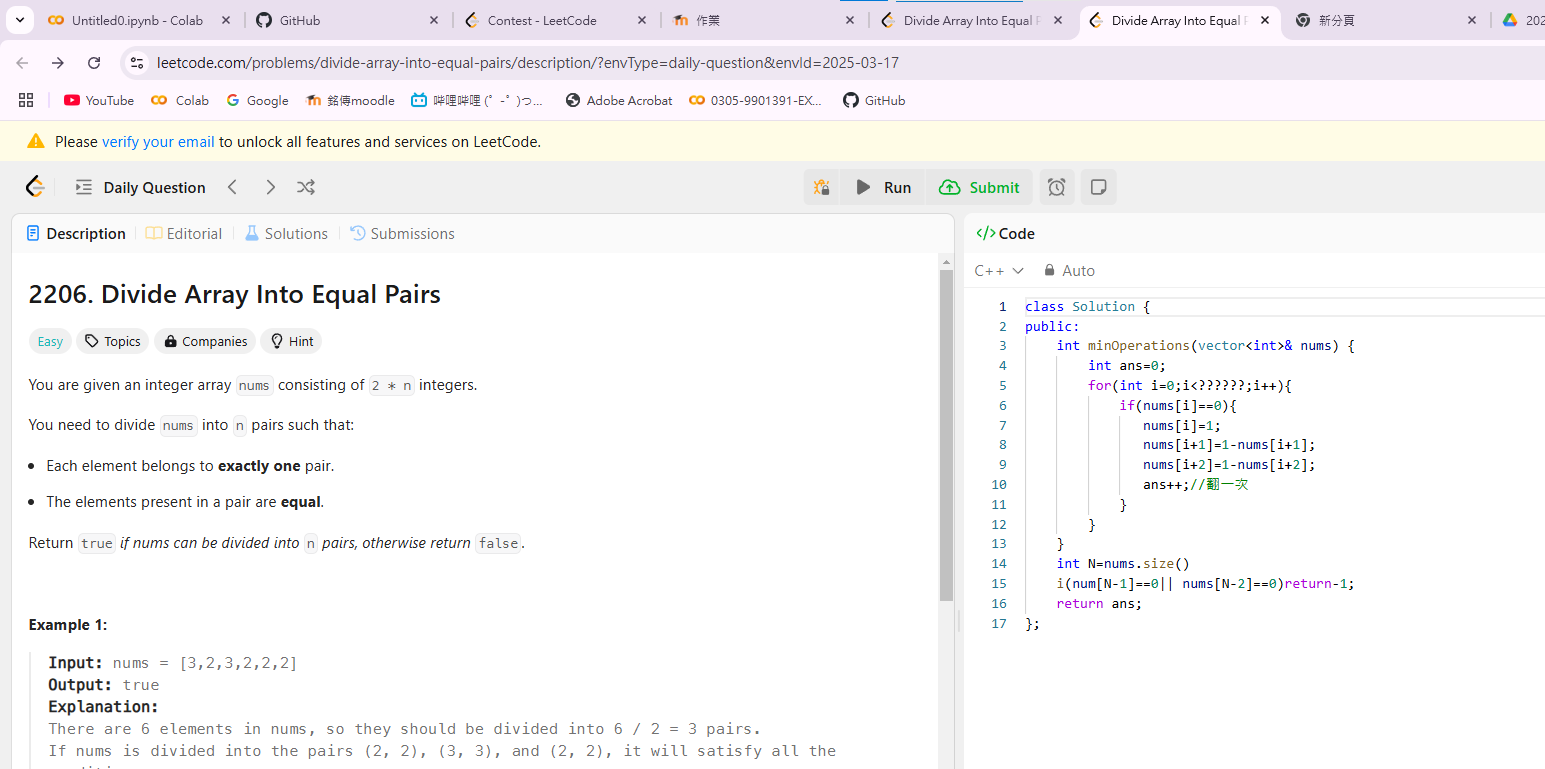 Untitled0.ipynb - Colab
GitHub
Contest - LeetCode
作業
Divide Array Into Equal P
Divide Array Into Equal P
新分頁
202
leetcode.com/problems/divide-array-into-equal-pairs/description/?envType=daily-question&envId=2025-03-17
YouTube
Colab
Google
銘傳moodle
哔哩哔哩 (゜-゜)つ...
Adobe Acrobat
0305-9901391-EX...
GitHub
Please verify your email to unlock all features and services on LeetCode.
Daily Question
Run
Submit
Description
Editorial
Solutions
Submissions
2206. Divide Array Into Equal Pairs
Easy
Topics
Companies
Hint
You are given an integer array nums consisting of 2 * n integers.
You need to divide nums into n pairs such that:
Each element belongs to exactly one pair.
The elements present in a pair are equal.
Return true if nums can be divided into n pairs, otherwise return false.
Example 1:
Input: nums = [3,2,3,2,2,2]
Output: true
Explanation:
There are 6 elements in nums, so they should be divided into 6 / 2 = 3 pairs.
If nums is divided into the pairs (2, 2), (3, 3), and (2, 2), it will satisfy all the
</> Code
C++
Auto
1 class Solution {
2 public:
3 int minOperations(vector<int>& nums) {
4 int ans=0;
5 for(int i=0;i<??????;i++){
6 if(nums[i]==0){
7 nums[i]=1;
8 nums[i+1]=1-nums[i+1];
9 nums[i+2]=1-nums[i+2];
10 ans++;//翻一次
11 }
12 }
13 }
14 int N=nums.size()
15 i(num[N-1]==0|| nums[N-2]==0)return-1;
16 return ans;
17 };